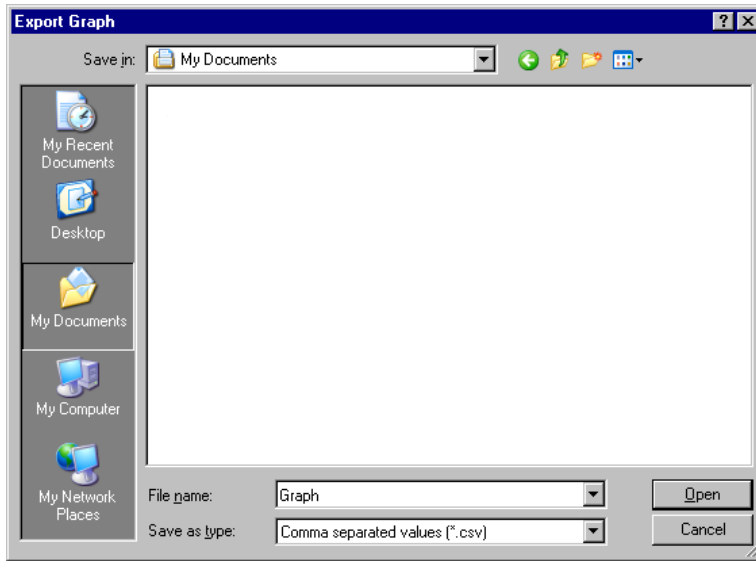 Export Graph
Save in:
My Documents
My Recent
Documents
Desktop
My Documents
My Computer
My Network
Places
File name:
Graph
Open
Save as type:
Comma separated values (*.csv)
Cancel